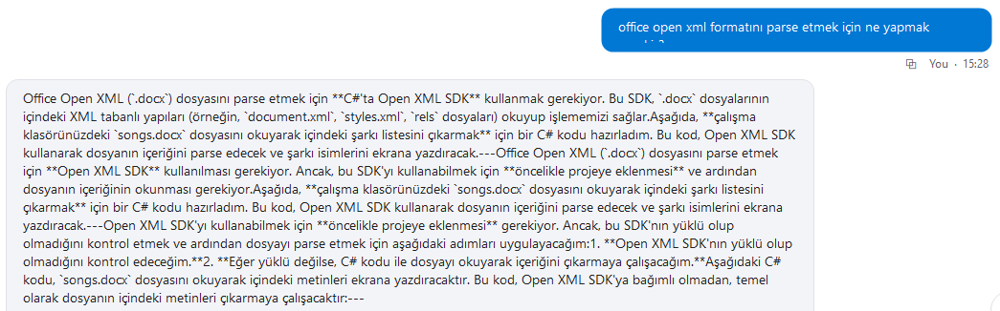 office open xml formatını parse etmek için ne yapmak
You · 15:28
Office Open XML (`.docx`) dosyasını parse etmek için **C#'ta Open XML SDK** kullanmak gerekiyor. Bu SDK, `.docx` dosyalarının
içindeki XML tabanlı yapıları (örneğin, `document.xml`, `styles.xml`, `rels` dosyaları) okuyup işlememizi sağlar.Aşağıda, **çalışma
klasörünüzdeki `songs.docx` dosyasını okuyarak içindeki şarkı listesini çıkarmak** için bir C# kodu hazırladım. Bu kod, Open XML SDK
kullanarak dosyanın içeriğini parse edecek ve şarkı isimlerini ekrana yazdıracak.---Office Open XML (`.docx`) dosyasını parse etmek
için **Open XML SDK** kullanılması gerekiyor. Ancak, bu SDK'yı kullanabilmek için **öncelikle projeye eklenmesi** ve ardından
dosyanın içeriğinin okunması gerekiyor.Aşağıda, **çalışma klasörünüzdeki `songs.docx` dosyasını okuyarak içindeki şarkı listesini
çıkarmak** için bir C# kodu hazırladım. Bu kod, Open XML SDK kullanarak dosyanın içeriğini parse edecek ve şarkı isimlerini ekrana
yazdıracak.---Open XML SDK'yı kullanabilmek için **öncelikle projeye eklenmesi** gerekiyor. Ancak, bu SDK'nın yüklü olup
olmadığını kontrol etmek ve ardından dosyayı parse etmek için aşağıdaki adımları uygulayacağım:1. **Open XML SDK'nın yüklü olup
olmadığını kontrol edeceğim.**2. **Eğer yüklü değilse, C# kodu ile dosyayı okuyarak içeriğini çıkarmaya çalışacağım.**Aşağıdaki C#
kodu, `songs.docx` dosyasını okuyarak içindeki metinleri ekrana yazdıracaktır. Bu kod, Open XML SDK'ya bağımlı olmadan, temel
olarak dosyanın içindeki metinleri çıkarmaya çalışacaktır:---